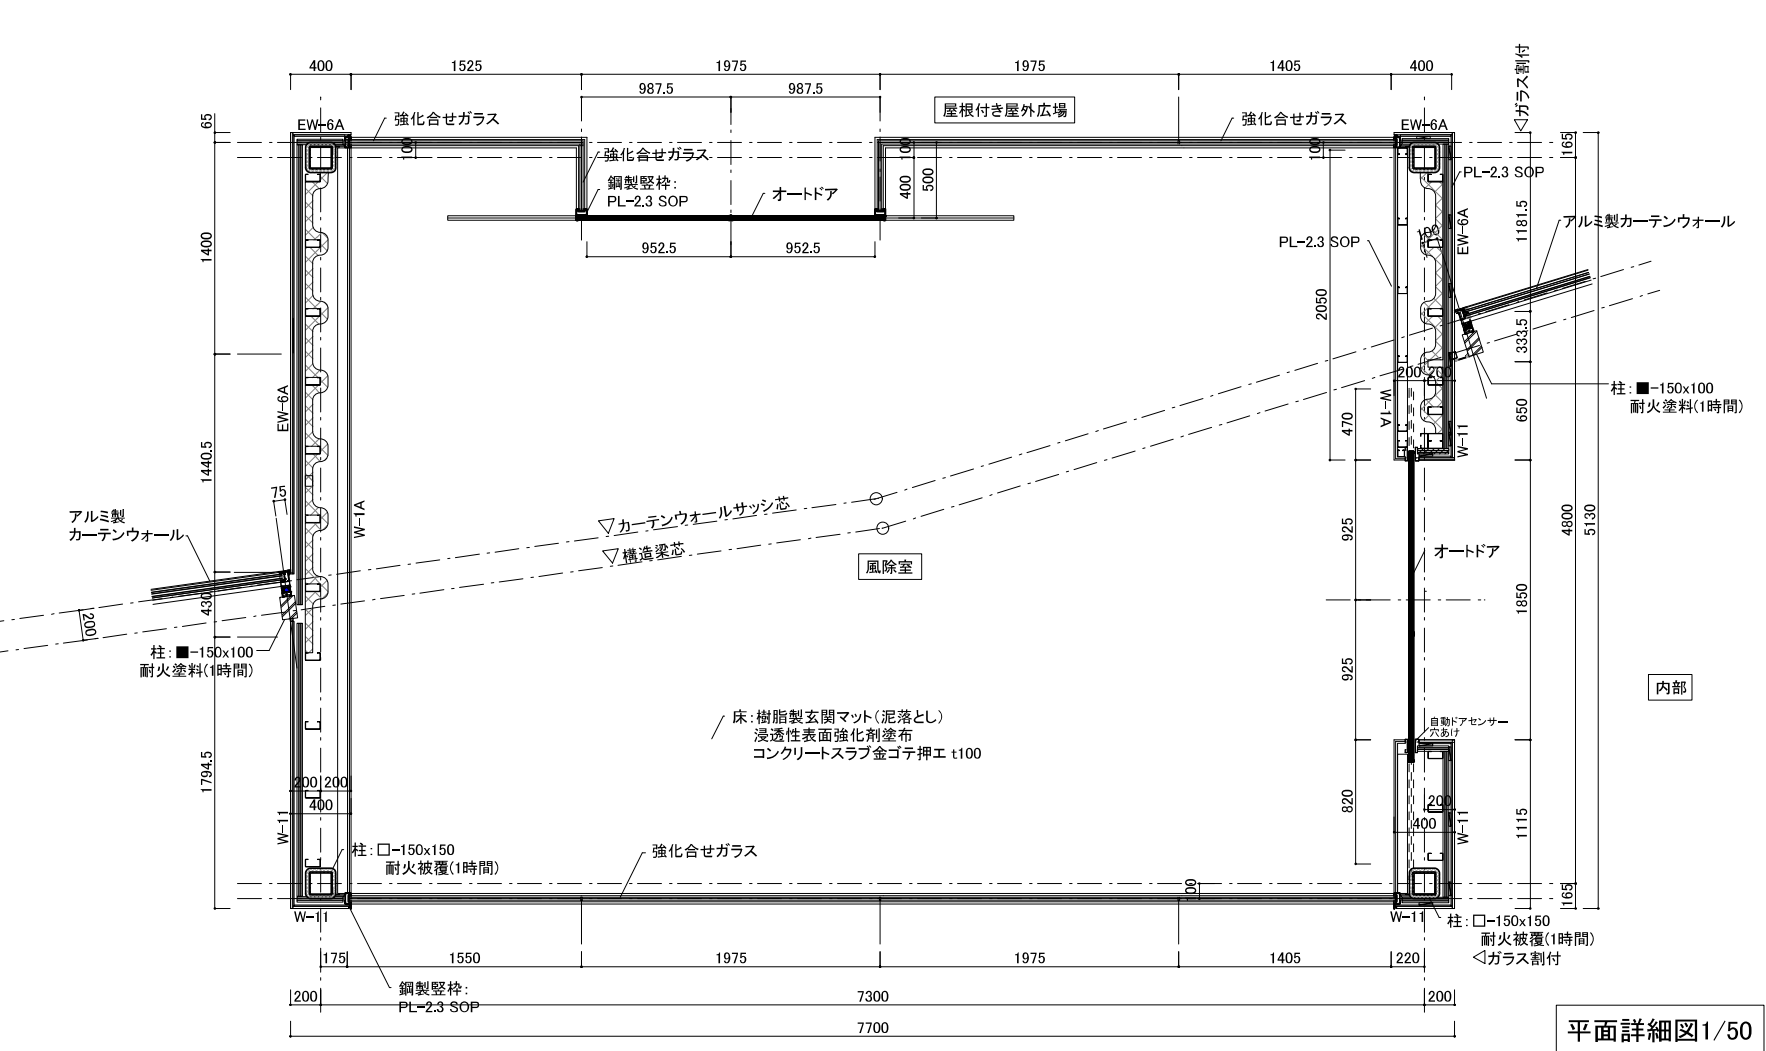 400
1525
1975
1975
1405
400
987.5
987.5
屋根付き屋外広場
▽ガラス割付
65
EW-6A
強化合せガラス
強化合せガラス
EW-6A
100
強化合せガラス
100
100
165
鋼製竪枠:
PL-2.3 SOP
オートドア
400
500
PL-2.3 SOP
1181.5
アルミ製カーテンウォール
EW-6A
100
PL-2.3 SOP
952.5
952.5
1400
2050
333.5
200
200
柱:■-150x100
耐火塗料(1時間)
EW-6A
W-1A
470
W-11
650
1440.5
75
アルミ製
カーテンウォール
W-1A
▽カーテンウォールサッシ芯
▽構造梁芯
風除室
925
オートドア
4800
5130
430
200
1850
柱:■-150x100
耐火塗料(1時間)
925
内部
床:樹脂製玄関マット(泥落とし)
浸透性表面強化剤塗布
コンクリートスラブ金ゴテ押エ t100
自動ドアセンサー
穴あけ
1794.5
200
200
400
820
200
400
W-11
1115
W-11
柱:□-150x150
耐火被覆(1時間)
強化合せガラス
100
165
W-11
W-11
柱:□-150x150
耐火被覆(1時間)
◁ガラス割付
175
1550
1975
1975
1405
220
鋼製竪枠:
PL-2.3 SOP
200
7300
200
7700
平面詳細図1/50